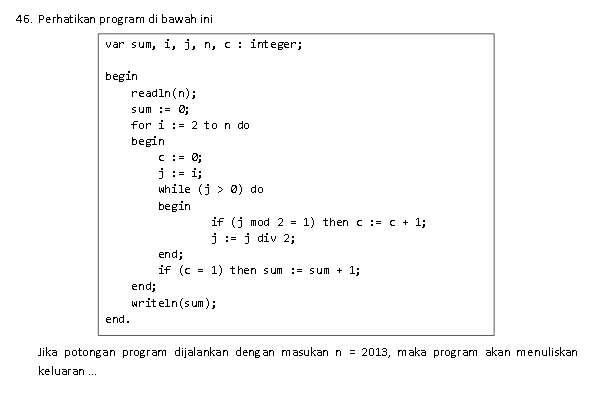 46. Perhatikan program di bawah ini
var sum, i, j, n, c : integer;
begin
readln(n);
sum := 0;
for i := 2 to n do
begin
c := 0;
j := i;
while (j > 0) do
begin
if (j mod 2 = 1) then c := c + 1;
j := j div 2;
end;
if (c = 1) then sum := sum + 1;
end;
writeln(sum);
end.
Jika potongan program dijalankan dengan masukan n = 2013, maka program akan menuliskan
keluaran ...